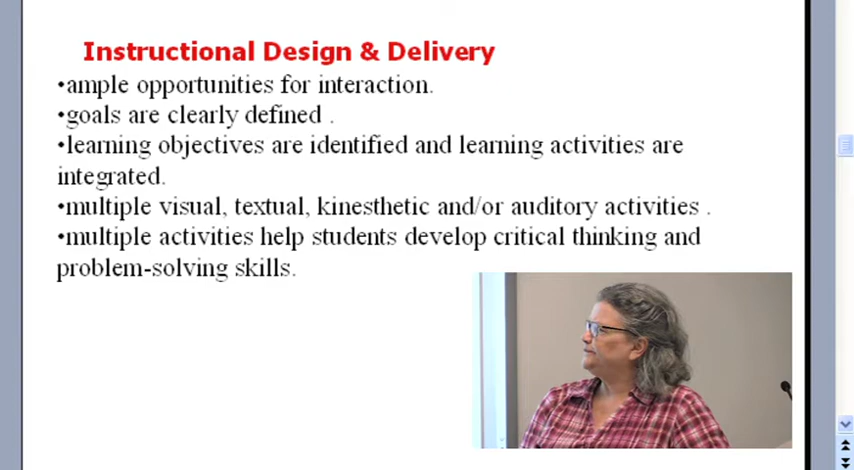 Instructional Design & Delivery
•ample opportunities for interaction.
•goals are clearly defined .
•learning objectives are identified and learning activities are
integrated.
•multiple visual, textual, kinesthetic and/or auditory activities .
•multiple activities help students develop critical thinking and
problem-solving skills.